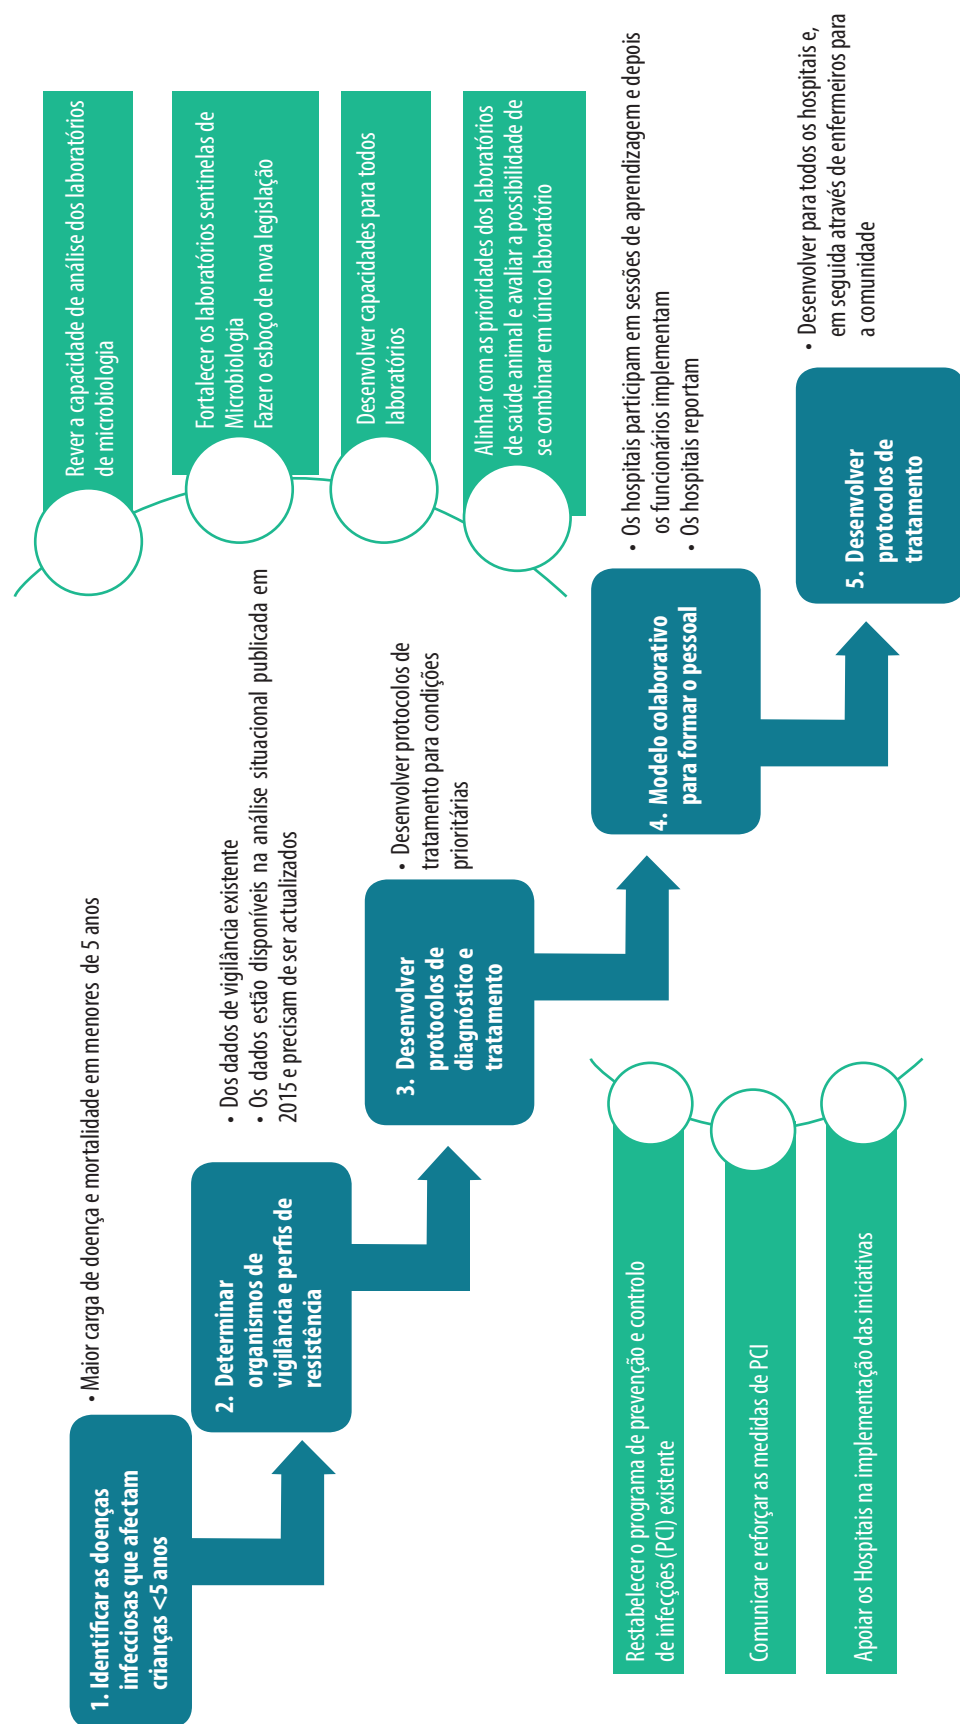 1. Identificar as doenças
infecciosas que afectam
crianças <5 anos
• Maior carga de doença e mortalidade em menores de 5 anos
2. Determinar
organismos de
vigilância e perfis de
resistência
• Dos dados de vigilância existente
• Os dados estão disponíveis na análise situacional publicada em
2015 e precisam de ser actualizados
3. Desenvolver
protocolos de
diagnóstico e
tratamento
• Desenvolver protocolos de
tratamento para condições
prioritárias
4. Modelo colaborativo
para formar o pessoal
• Os hospitais participam em sessões de aprendizagem e depois
os funcionários implementam
• Os hospitais reportam
5. Desenvolver
protocolos de
tratamento
• Desenvolver para todos os hospitais e,
em seguida através de enfermeiros para
a comunidade
Rever a capacidade de análise dos laboratórios
de microbiologia
Fortalecer os laboratórios sentinelas de
Microbiologia
Fazer o esboço de nova legislação
Desenvolver capacidades para todos
laboratórios
Alinhar com as prioridades dos laboratórios
de saúde animal e avaliar a possibilidade de
se combinar em único laboratório
Restabelecer o programa de prevenção e controlo
de infecções (PCI) existente
Comunicar e reforçar as medidas de PCI
Apoiar os Hospitais na implementação das iniciativas